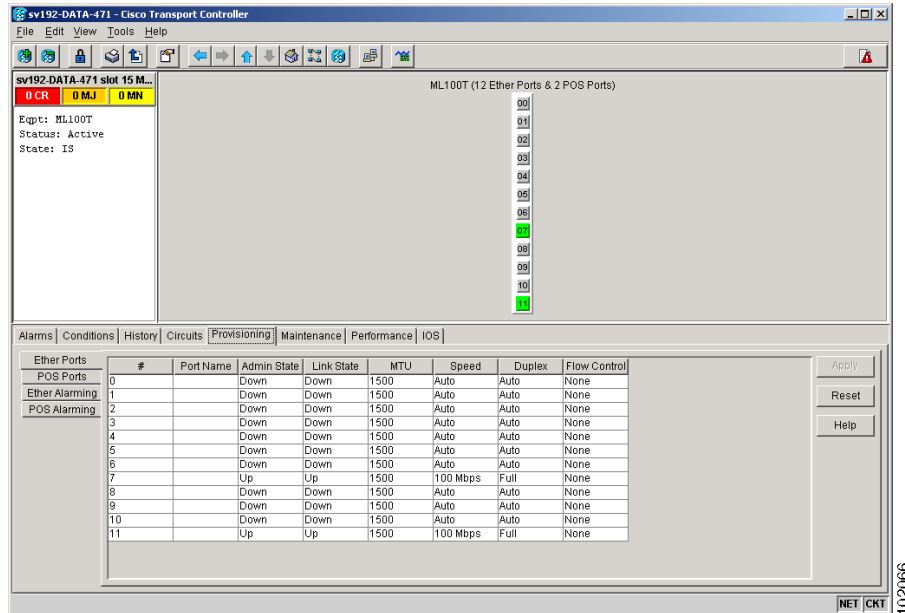 sv192-DATA-471 - Cisco Transport Controller
File Edit View Tools Help
sv192-DATA-471 slot 15 M...
0 CR 0 MJ 0 MN
Eqpt: ML100T
Status: Active
State: IS
ML100T (12 Ether Ports & 2 POS Ports)
00
01
02
03
04
05
06
07
08
09
10
11
Alarms Conditions History Circuits Provisioning Maintenance Performance IOS
Ether Ports
POS Ports
Ether Alarming
POS Alarming
# Port Name Admin State Link State MTU Speed Duplex Flow Control
0 Down Down 1500 Auto Auto None
1 Down Down 1500 Auto Auto None
2 Down Down 1500 Auto Auto None
3 Down Down 1500 Auto Auto None
4 Down Down 1500 Auto Auto None
5 Down Down 1500 Auto Auto None
6 Down Down 1500 Auto Auto None
7 Up Up 1500 100 Mbps Full None
8 Down Down 1500 Auto Auto None
9 Down Down 1500 Auto Auto None
10 Down Down 1500 Auto Auto None
11 Up Up 1500 100 Mbps Full None
Apply
Reset
Help
NET CKT
102066